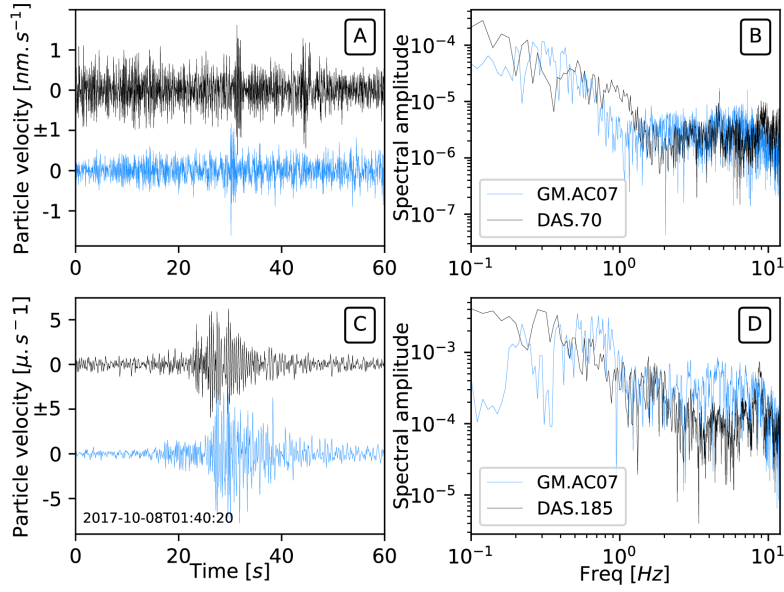 A
Particle velocity [nm.s⁻¹]
1
0
±1
0
-1
0
20
40
60
B
Spectral amplitude
10⁻⁴
10⁻⁵
10⁻⁶
10⁻⁷
GM.AC07
DAS.70
10⁻¹
10⁰
10¹
C
Particle velocity [μ.s−1]
5
0
±5
0
-5
2017-10-08T01:40:20
0
20
40
60
Time [s]
D
Spectral amplitude
10⁻³
10⁻⁴
10⁻⁵
GM.AC07
DAS.185
10⁻¹
10⁰
10¹
Freq [Hz]